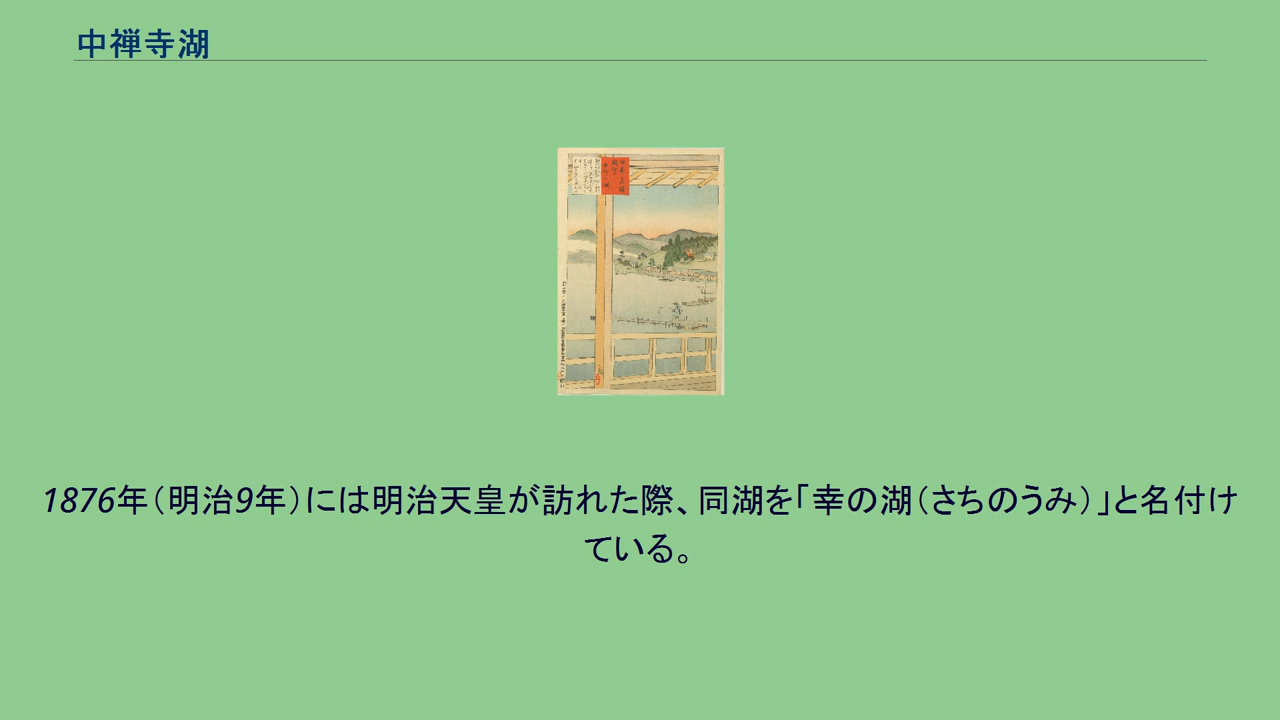 中禅寺湖
1876年（明治9年）には明治天皇が訪れた際、同湖を「幸の湖（さちのうみ）」と名付け
ている。